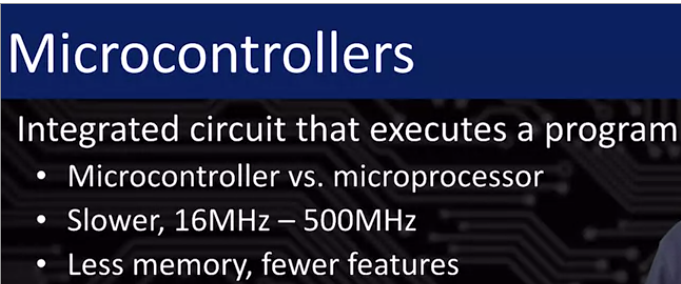 Microcontrollers
Integrated circuit that executes a program
• Microcontroller vs. microprocessor
• Slower, 16MHz – 500MHz
• Less memory, fewer features